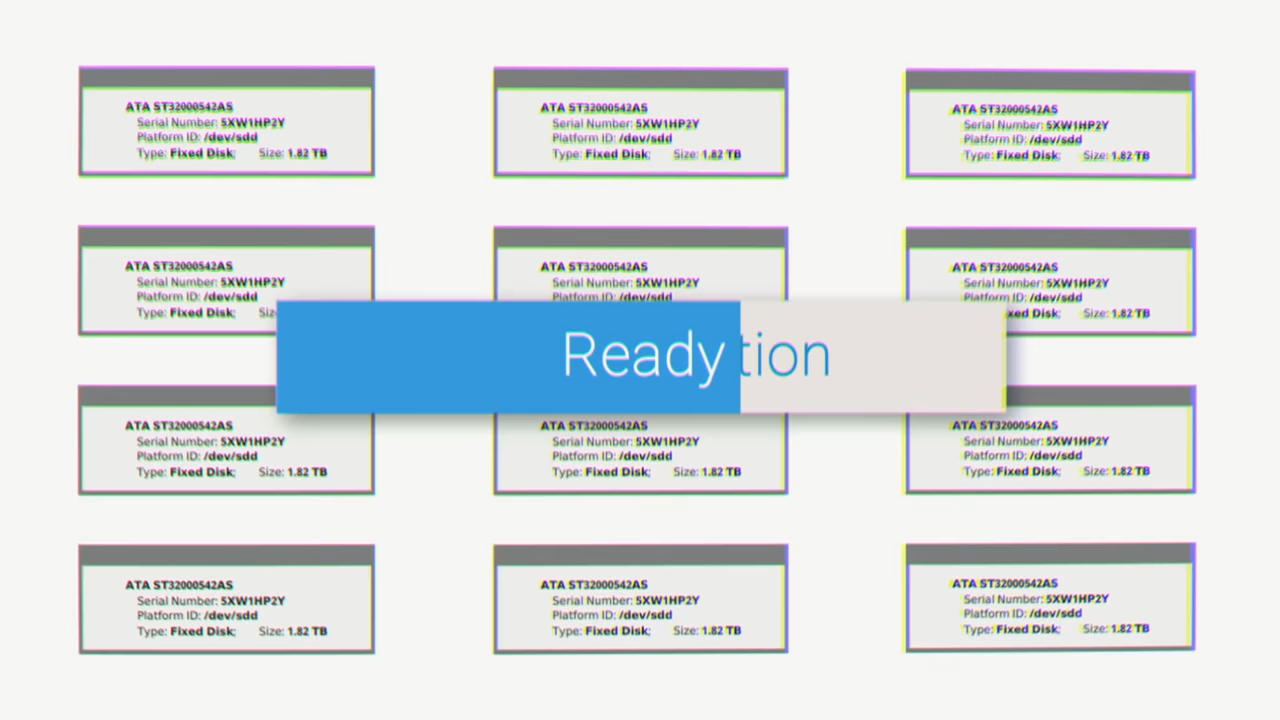 ATA ST32000542AS
Serial Number: 5XW1HP2Y
Platform ID: /dev/sdd
Type: Fixed Disk; Size: 1.82 TB
ATA ST32000542AS
Serial Number: 5XW1HP2Y
Platform ID: /dev/sdd
Type: Fixed Disk; Size: 1.82 TB
ATA ST32000542AS
Serial Number: 5XW1HP2Y
Platform ID: /dev/sdd
Type: Fixed Disk; Size: 1.82 TB
ATA ST32000542AS
Serial Number: 5XW1HP2Y
Platform ID: /dev/sdd
Type: Fixed Disk;
ATA ST32000542AS
Serial Number: 5XW1HP2Y
Platform ID: /dev/sdd
ATA ST32000542AS
Serial Number: 5XW1HP2Y
Platform ID: /dev/sdd
Disk; Size: 1.82 TB
Ready tion
ATA ST32000542AS
Serial Number: 5XW1HP2Y
Platform ID: /dev/sdd
Type: Fixed Disk; Size: 1.82 TB
ATA ST32000542AS
Serial Number: 5XW1HP2Y
Platform ID: /dev/sdd
Type: Fixed Disk; Size: 1.82 TB
ATA ST32000542AS
Serial Number: 5XW1HP2Y
Platform ID: /dev/sdd
Type: Fixed Disk; Size: 1.82 TB
ATA ST32000542AS
Serial Number: 5XW1HP2Y
Platform ID: /dev/sdd
Type: Fixed Disk; Size: 1.82 TB
ATA ST32000542AS
Serial Number: 5XW1HP2Y
Platform ID: /dev/sdd
Type: Fixed Disk; Size: 1.82 TB
ATA ST32000542AS
Serial Number: 5XW1HP2Y
Platform ID: /dev/sdd
Type: Fixed Disk; Size: 1.82 TB